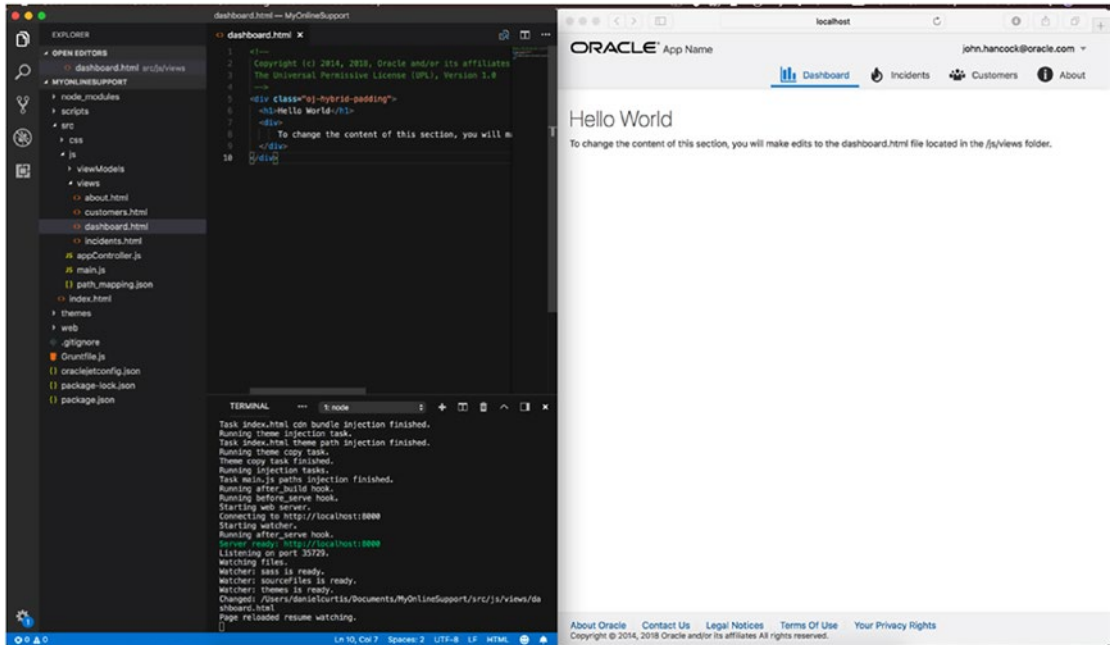 dashboard.html — MyOnlineSupport
EXPLORER
OPEN EDITORS
dashboard.html src/js/views
MYONLINESUPPORT
node_modules
scripts
src
css
js
viewModels
views
about.html
customers.html
dashboard.html
incidents.html
JS appController.js
JS main.js
{} path_mapping.json
index.html
themes
web
.gitignore
Gruntfile.js
{} oraclejetconfig.json
{} package-lock.json
{} package.json
dashboard.html
1 <!--
2 Copyright (c) 2014, 2018, Oracle and/or its affiliates
3 The Universal Permissive License (UPL), Version 1.0
4 -->
5 <div class="oj-hybrid-padding">
6 <h1>Hello World</h1>
7 <div>
8 To change the content of this section, you will m
9 </div>
10 </div>
TERMINAL ••• 1: node
Task index.html cdn bundle injection finished.
Running theme injection task.
Task index.html theme path injection finished.
Running theme copy task.
Theme copy task finished.
Running injection tasks.
Task main.js paths injection finished.
Running after_build hook.
Running before_serve hook.
Starting web server.
Connecting to http://localhost:8000
Starting watcher.
Running after_serve hook.
Server ready: http://localhost:8000
Listening on port 35729.
Watching files.
Watcher: sass is ready.
Watcher: sourceFiles is ready.
Watcher: themes is ready.
Changed: /Users/danielcurtis/Documents/MyOnlineSupport/src/js/views/da
shboard.html
Page reloaded resume watching.
1
0 0 Ln 10, Col 7 Spaces: 2 UTF-8 LF HTML
localhost
ORACLE® App Name john.hancock@oracle.com
Dashboard Incidents Customers About
Hello World
To change the content of this section, you will make edits to the dashboard.html file located in the /js/views folder.
About Oracle Contact Us Legal Notices Terms Of Use Your Privacy Rights
Copyright © 2014, 2018 Oracle and/or its affiliates All rights reserved.